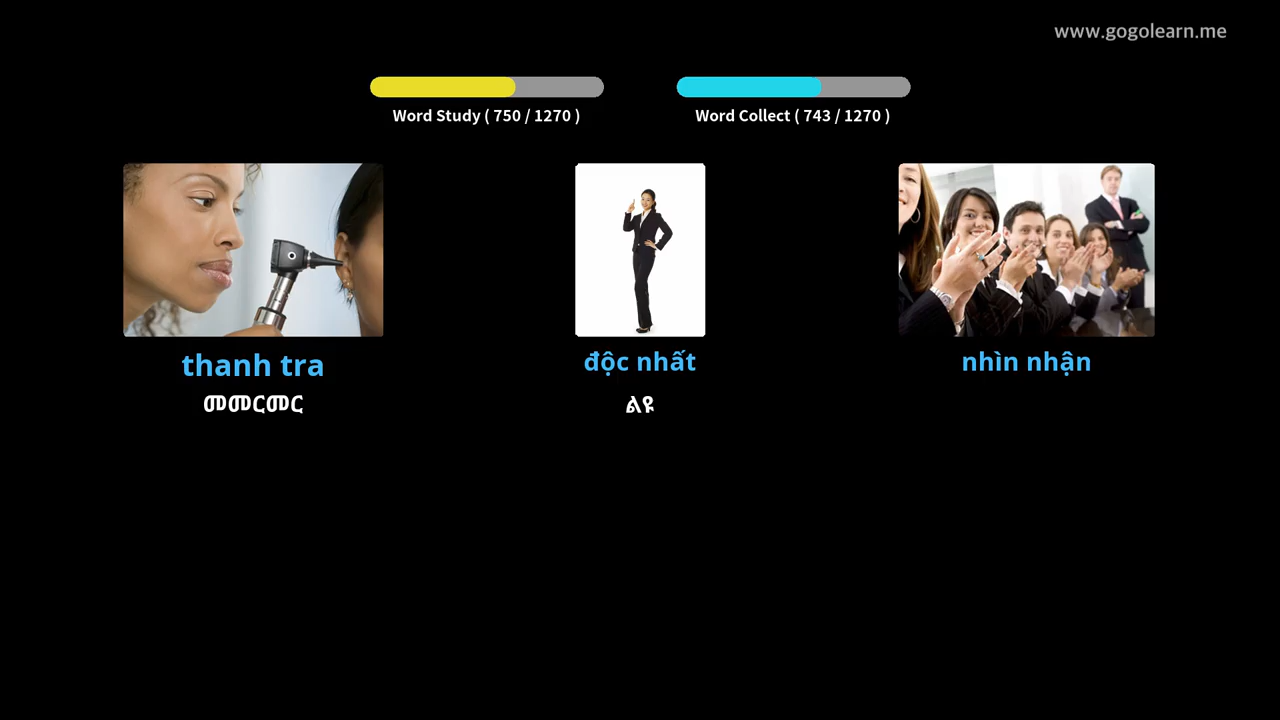 www.gogolearn.me
Word Study ( 750 / 1270 )
Word Collect ( 743 / 1270 )
thanh tra
độc nhất
nhìn nhận
መመርመር
ልዩ